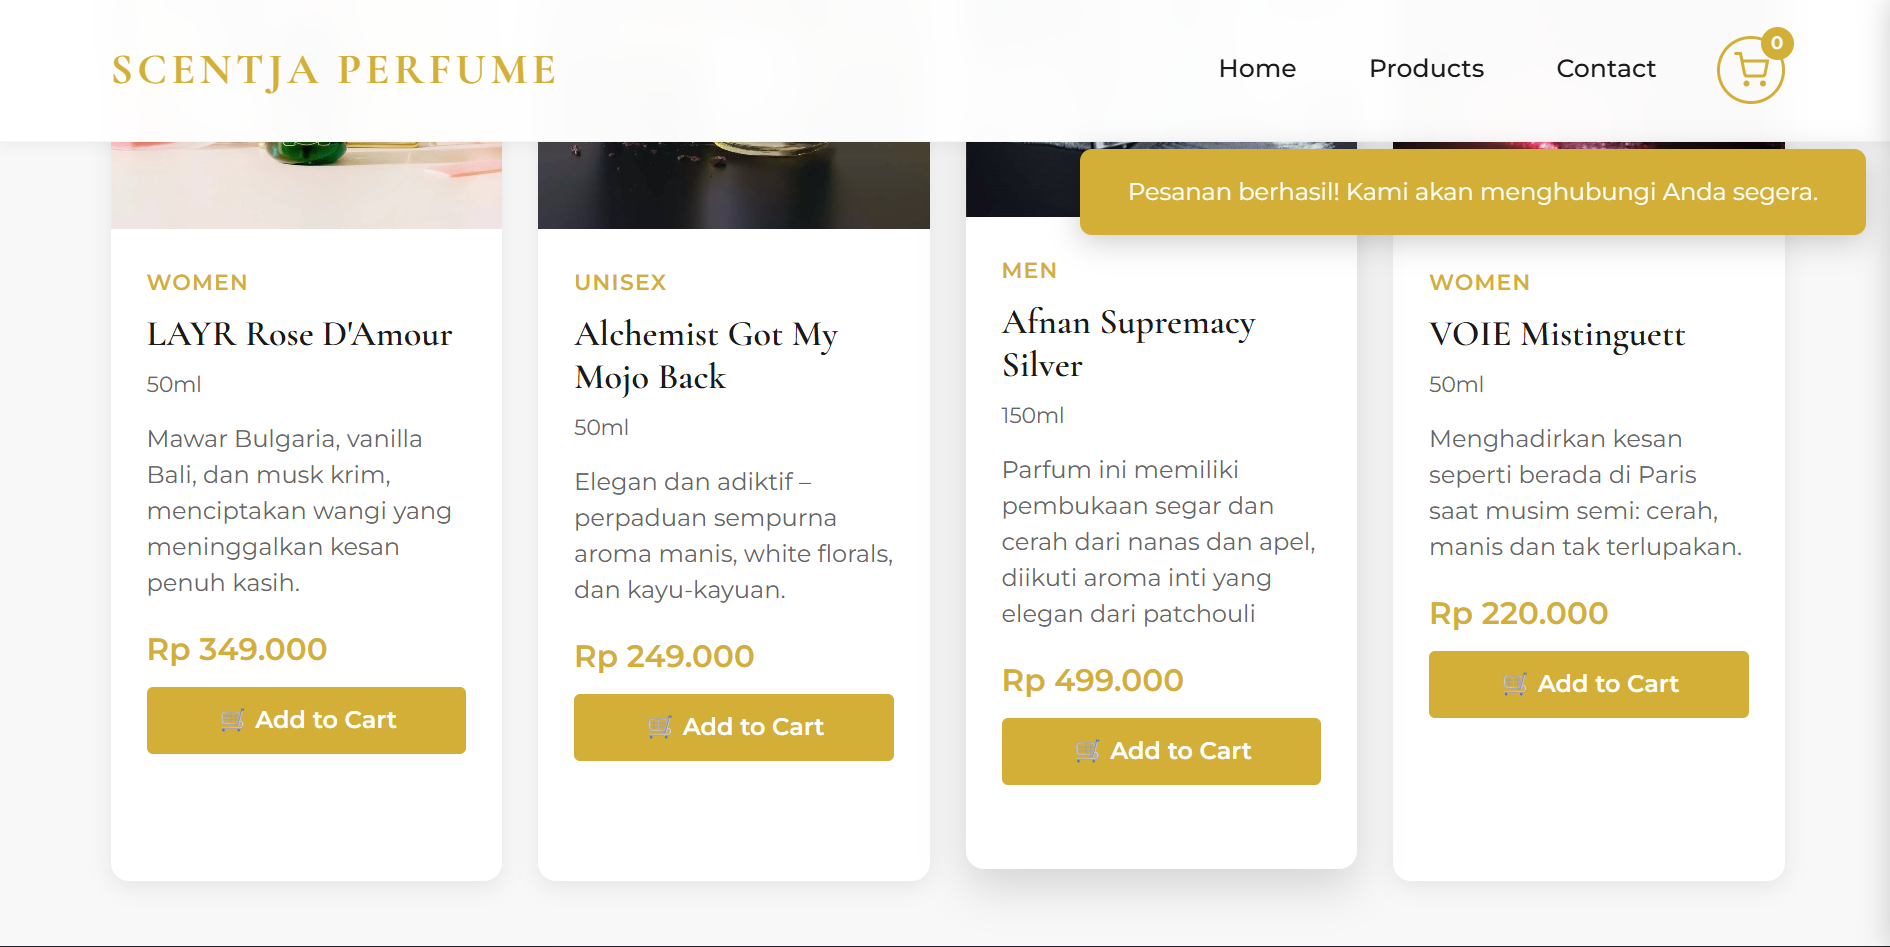 SCENTJA PERFUME
Home
Products
Contact
0
Pesanan berhasil! Kami akan menghubungi Anda segera.
WOMEN
LAYR Rose D'Amour
50ml
Mawar Bulgaria, vanilla
Bali, dan musk krim,
menciptakan wangi yang
meninggalkan kesan
penuh kasih.
Rp 349.000
Add to Cart
UNISEX
Alchemist Got My
Mojo Back
50ml
Elegan dan adiktif –
perpaduan sempurna
aroma manis, white florals,
dan kayu-kayuan.
Rp 249.000
Add to Cart
MEN
Afnan Supremacy
Silver
150ml
Parfum ini memiliki
pembukaan segar dan
cerah dari nanas dan apel,
diikuti aroma inti yang
elegan dari patchouli
Rp 499.000
Add to Cart
WOMEN
VOIE Mistinguett
50ml
Menghadirkan kesan
seperti berada di Paris
saat musim semi: cerah,
manis dan tak terlupakan.
Rp 220.000
Add to Cart